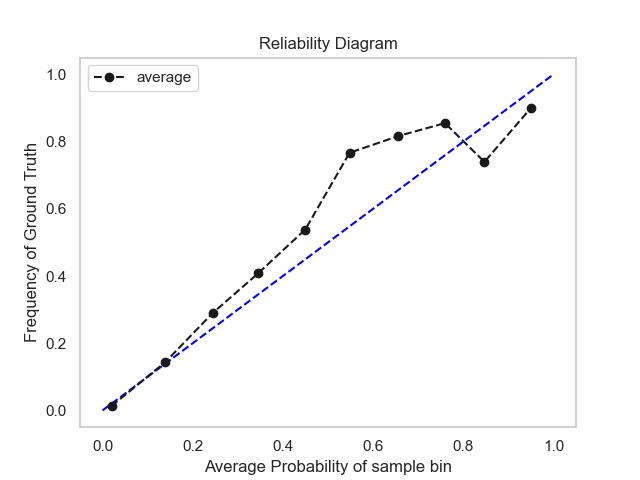 Reliability Diagram
average
Frequency of Ground Truth
1.0
0.8
0.6
0.4
0.2
0.0
0.0 0.2 0.4 0.6 0.8 1.0
Average Probability of sample bin